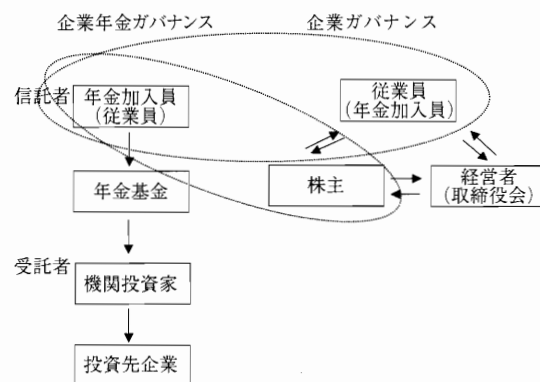 企業年金ガバナンス
企業ガバナンス
信託者
年金加入員
(従業員)
従業員
(年金加入員)
年金基金
株主
経営者
(取締役会)
受託者
機関投資家
投資先企業